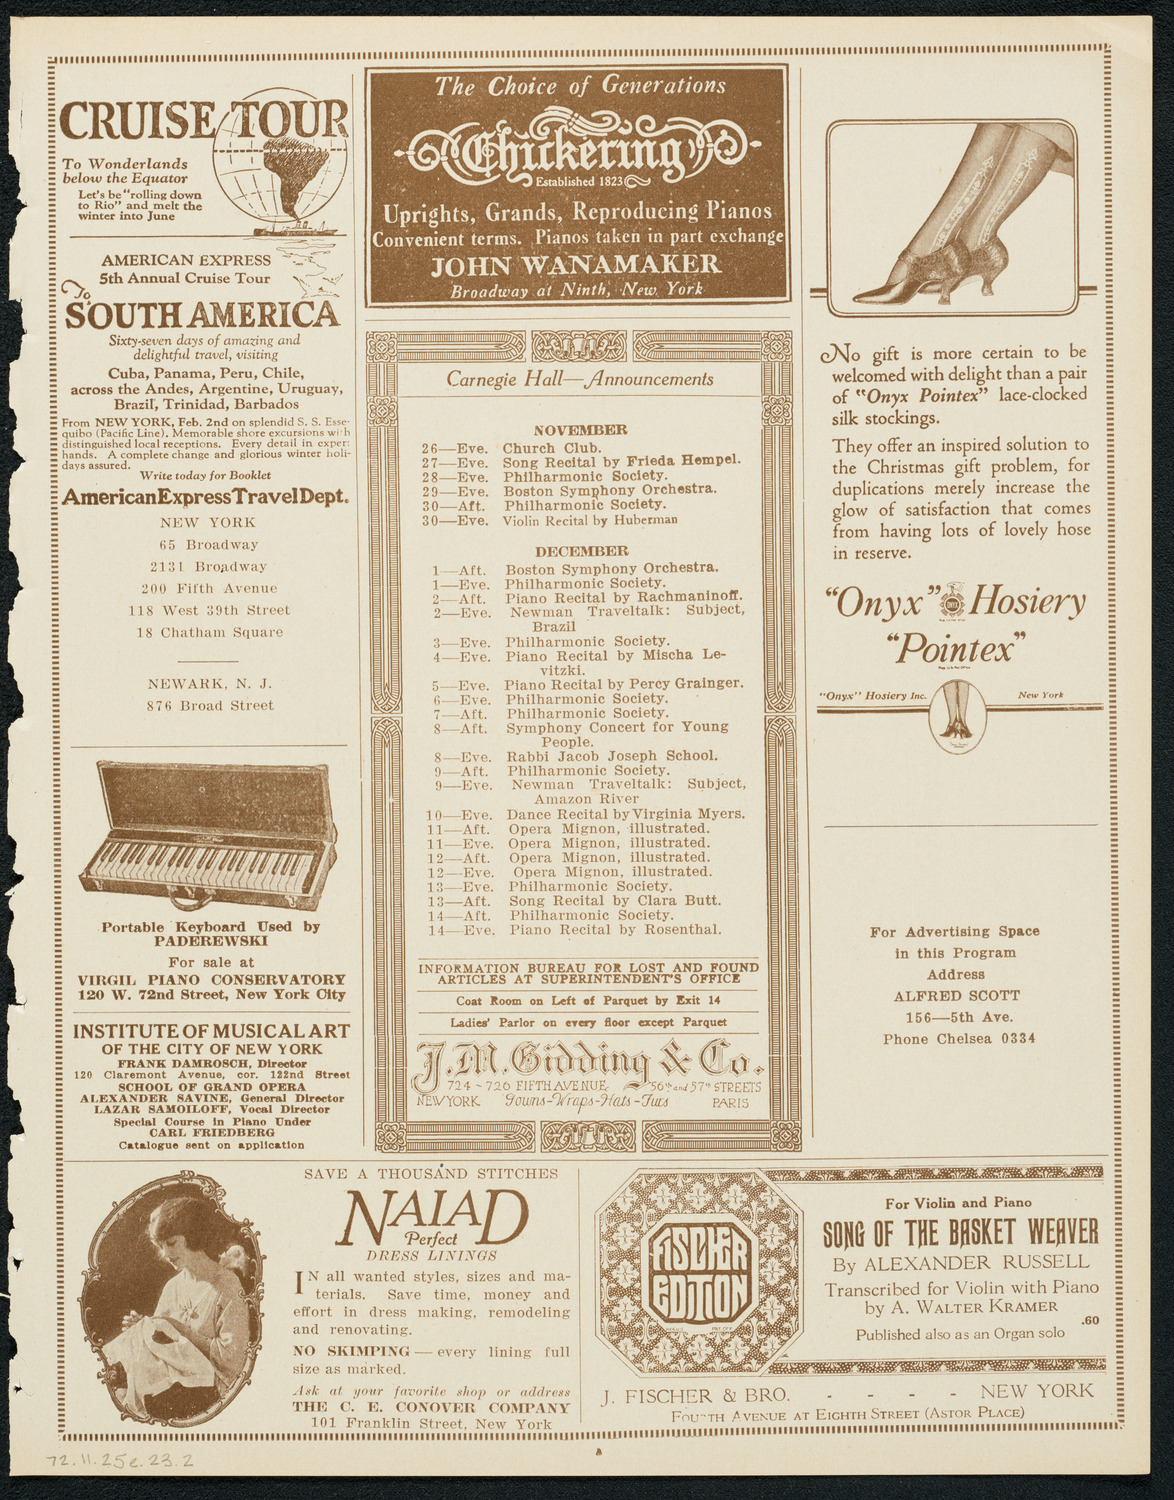 CRUISE TOUR
To Wonderlands
below the Equator
Let's be "rolling down
to Rio" and melt the
winter into June
AMERICAN EXPRESS
5th Annual Cruise Tour
To
SOUTH AMERICA
Sixty-seven days of amazing and
delightful travel, visiting
Cuba, Panama, Peru, Chile,
across the Andes, Argentine, Uruguay,
Brazil, Trinidad, Barbados
From NEW YORK, Feb. 2nd on splendid S. S. Esse-
quibo (Pacific Line). Memorable shore excursions with
distinguished local receptions. Every detail in expert
hands. A complete change and glorious winter holi-
days assured.
Write today for Booklet
American Express Travel Dept.
NEW YORK
65 Broadway
2131 Broadway
200 Fifth Avenue
118 West 39th Street
18 Chatham Square
NEWARK, N. J.
876 Broad Street
Portable Keyboard Used by
PADEREWSKI
For sale at
VIRGIL PIANO CONSERVATORY
120 W. 72nd Street, New York City
INSTITUTE OF MUSICAL ART
OF THE CITY OF NEW YORK
FRANK DAMROSCH, Director
120 Claremont Avenue, cor. 122nd Street
SCHOOL OF GRAND OPERA
ALEXANDER SAVINE, General Director
LAZAR SAMOILOFF, Vocal Director
Special Course in Piano Under
CARL FRIEDBERG
Catalogue sent on application
The Choice of Generations
Chickering
Established 1823
Uprights, Grands, Reproducing Pianos
Convenient terms. Pianos taken in part exchange
JOHN WANAMAKER
Broadway at Ninth, New York
Carnegie Hall—Announcements
NOVEMBER
26—Eve. Church Club.
27—Eve. Song Recital by Frieda Hempel.
28—Eve. Philharmonic Society.
29—Eve. Boston Symphony Orchestra.
30—Aft. Philharmonic Society.
30—Eve. Violin Recital by Huberman
DECEMBER
1—Aft. Boston Symphony Orchestra.
1—Eve. Philharmonic Society.
2—Aft. Piano Recital by Rachmaninoff.
2—Eve. Newman Traveltalk: Subject,
Brazil
3—Eve. Philharmonic Society.
4—Eve. Piano Recital by Mischa Le-
vitzki.
5—Eve. Piano Recital by Percy Grainger.
6—Eve. Philharmonic Society.
7—Aft. Philharmonic Society.
8—Aft. Symphony Concert for Young
People.
8—Eve. Rabbi Jacob Joseph School.
9—Aft. Philharmonic Society.
9—Eve. Newman Traveltalk: Subject,
Amazon River
10—Eve. Dance Recital by Virginia Myers.
11—Aft. Opera Mignon, illustrated.
11—Eve. Opera Mignon, illustrated.
12—Aft. Opera Mignon, illustrated.
12—Eve. Opera Mignon, illustrated.
13—Eve. Philharmonic Society.
13—Aft. Song Recital by Clara Butt.
14—Aft. Philharmonic Society.
14—Eve. Piano Recital by Rosenthal.
INFORMATION BUREAU FOR LOST AND FOUND
ARTICLES AT SUPERINTENDENT'S OFFICE
Coat Room on Left of Parquet by Exit 14
Ladies' Parlor on every floor except Parquet
J. M. Gidding & Co.
724 - 726 FIFTH AVENUE 56th and 57th STREETS
NEW YORK Gowns-Wraps-Hats-Furs PARIS
No gift is more certain to be
welcomed with delight than a pair
of "Onyx Pointex" lace-clocked
silk stockings.
They offer an inspired solution to
the Christmas gift problem, for
duplications merely increase the
glow of satisfaction that comes
from having lots of lovely hose
in reserve.
"Onyx" Hosiery
"Pointex"
"Onyx" Hosiery Inc. New York
For Advertising Space
in this Program
Address
ALFRED SCOTT
156—5th Ave.
Phone Chelsea 0334
SAVE A THOUSAND STITCHES
NAIAD
Perfect
DRESS LININGS
IN all wanted styles, sizes and ma-
terials. Save time, money and
effort in dress making, remodeling
and renovating.
NO SKIMPING — every lining full
size as marked.
Ask at your favorite shop or address
THE C. E. CONOVER COMPANY
101 Franklin Street, New York
FISCHER
EDITION
For Violin and Piano
SONG OF THE BASKET WEAVER
By ALEXANDER RUSSELL
Transcribed for Violin with Piano
by A. WALTER KRAMER
.60
Published also as an Organ solo
J. FISCHER & BRO. - - - - NEW YORK
FOURTH AVENUE AT EIGHTH STREET (ASTOR PLACE)
72.11.25e.23.2